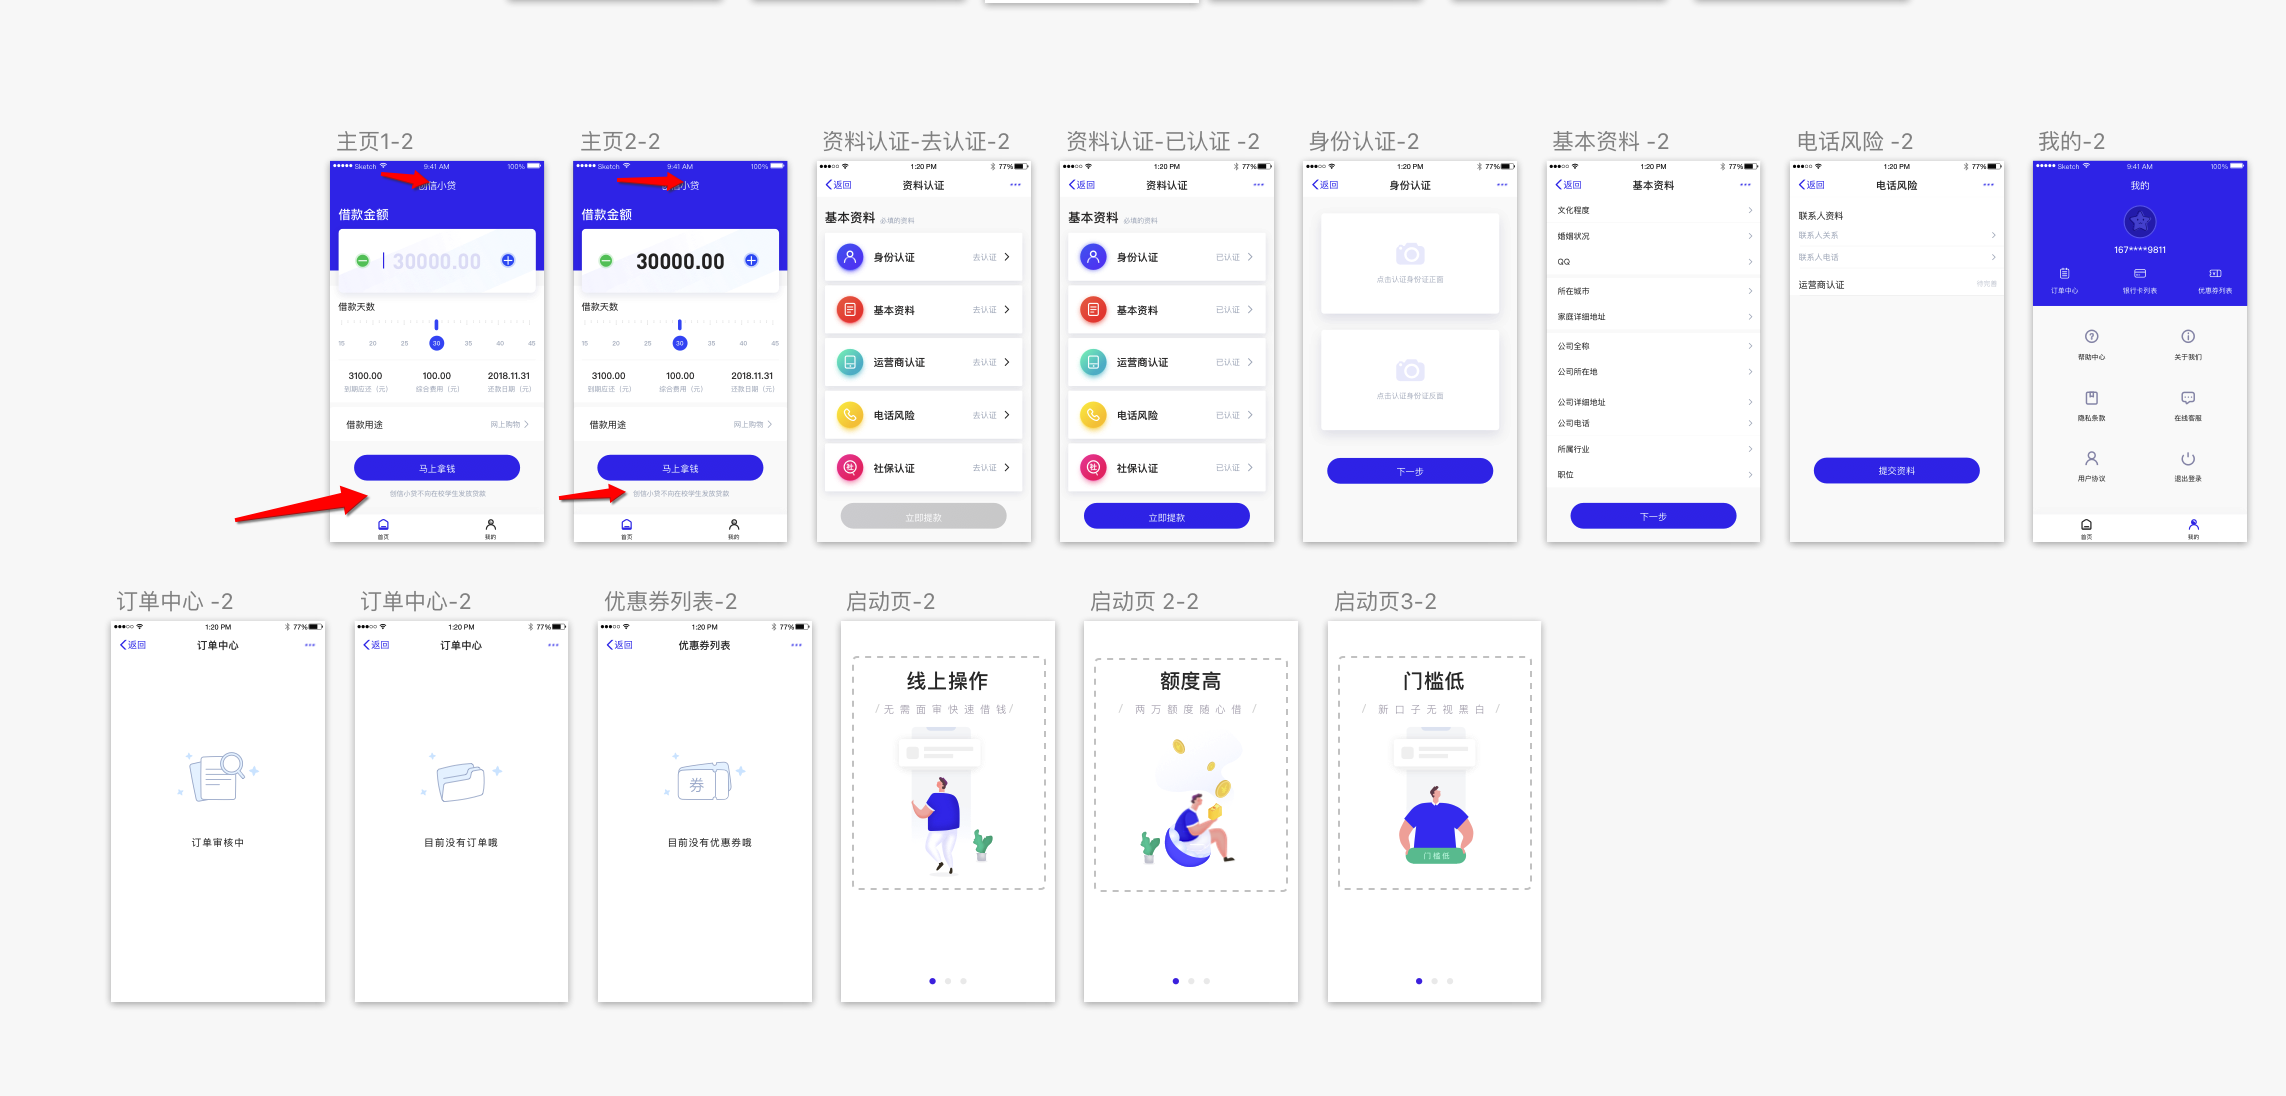 主页1-2
Sketch 9:41 AM 100%
创信小贷
借款金额
30000.00
借款天数
15 20 25 30 35 40 45
3100.00 100.00 2018.11.31
到期应还（元） 综合费用（元） 还款日期（元）
借款用途 网上购物
马上拿钱
创信小贷不向在校学生发放贷款
首页 我的
主页2-2
Sketch 9:41 AM 100%
创信小贷
借款金额
30000.00
借款天数
15 20 25 30 35 40 45
3100.00 100.00 2018.11.31
到期应还（元） 综合费用（元） 还款日期（元）
借款用途 网上购物
马上拿钱
创信小贷不向在校学生发放贷款
首页 我的
资料认证-去认证-2
1:20 PM 77%
返回 资料认证
基本资料 必填的资料
身份认证 去认证
基本资料 去认证
运营商认证 去认证
电话风险 去认证
社 社保认证 去认证
立即提款
资料认证-已认证 -2
1:20 PM 77%
返回 资料认证
基本资料 必填的资料
身份认证 已认证
基本资料 已认证
运营商认证 已认证
电话风险 已认证
社 社保认证 已认证
立即提款
身份认证-2
1:20 PM 77%
返回 身份认证
点击认证身份证正面
点击认证身份证反面
下一步
基本资料 -2
1:20 PM 77%
返回 基本资料
文化程度
婚姻状况
QQ
所在城市
家庭详细地址
公司全称
公司所在地
公司详细地址
公司电话
所属行业
职位
下一步
电话风险 -2
1:20 PM 77%
返回 电话风险
联系人资料
联系人关系
联系人电话
运营商认证
提交资料
我的-2
Sketch 9:41 AM 100%
我的
167****9811
订单中心 银行卡列表 优惠券列表
帮助中心 关于我们
隐私条款 在线客服
用户协议 退出登录
首页 我的
订单中心 -2
1:20 PM 77%
返回 订单中心
订单审核中
订单中心-2
1:20 PM 77%
返回 订单中心
目前没有订单哦
优惠券列表-2
1:20 PM 77%
返回 优惠券列表
券
目前没有优惠券哦
启动页-2
线上操作
/ 无需面审快速借钱 /
启动页 2-2
额度高
/ 两万额度随心借 /
启动页3-2
门槛低
/ 新口子无视黑白 /
门槛低